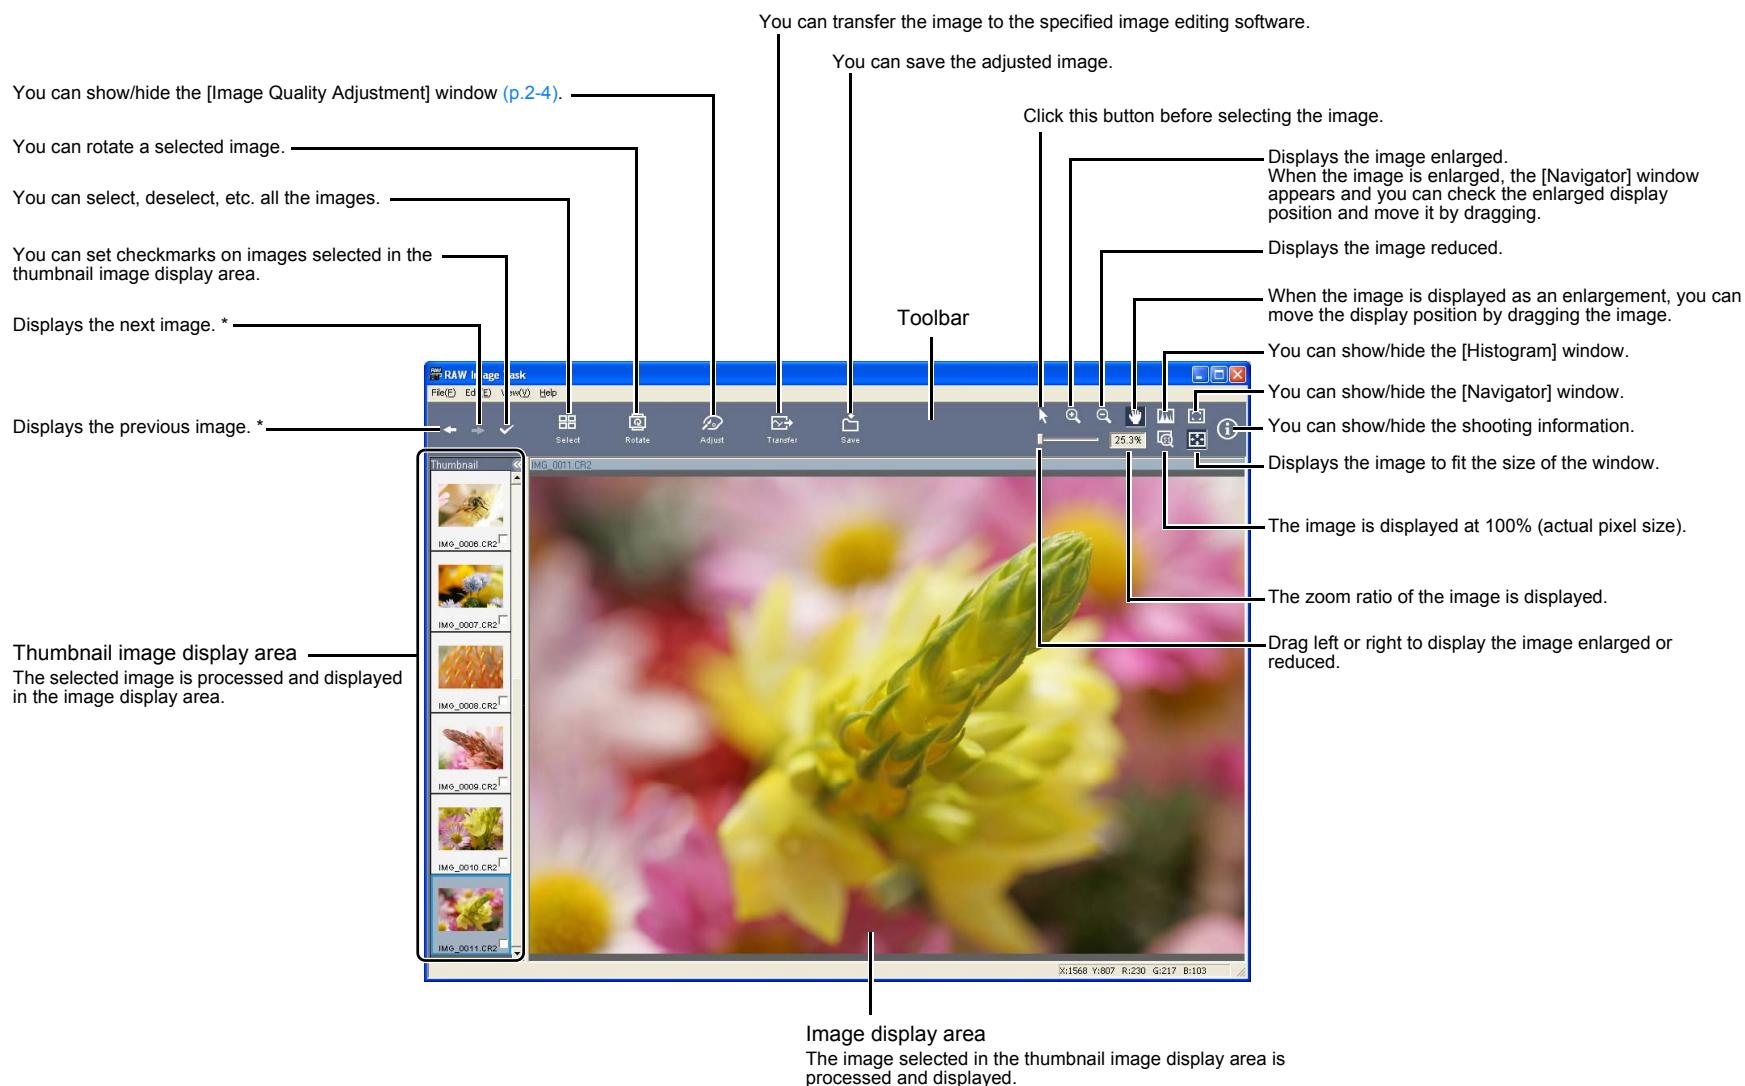 You can transfer the image to the specified image editing software.
You can save the adjusted image.
You can show/hide the [Image Quality Adjustment] window (p.2-4).
Click this button before selecting the image.
You can rotate a selected image.
Displays the image enlarged.
When the image is enlarged, the [Navigator] window
appears and you can check the enlarged display
position and move it by dragging.
You can select, deselect, etc. all the images.
Displays the image reduced.
You can set checkmarks on images selected in the
thumbnail image display area.
When the image is displayed as an enlargement, you can
move the display position by dragging the image.
Displays the next image. *
Toolbar
You can show/hide the [Histogram] window.
You can show/hide the [Navigator] window.
Displays the previous image. *
You can show/hide the shooting information.
Displays the image to fit the size of the window.
The image is displayed at 100% (actual pixel size).
The zoom ratio of the image is displayed.
Drag left or right to display the image enlarged or
reduced.
RAW Image Task
File(F) Edit(E) View(V) Help
Select Rotate Adjust Transfer Save
25.3%
Thumbnail
IMG_0011.CR2
IMG_0006.CR2
IMG_0007.CR2
IMG_0008.CR2
IMG_0009.CR2
IMG_0010.CR2
IMG_0011.CR2
X:1568 Y:807 R:230 G:217 B:103
Thumbnail image display area
The selected image is processed and displayed
in the image display area.
Image display area
The image selected in the thumbnail image display area is
processed and displayed.